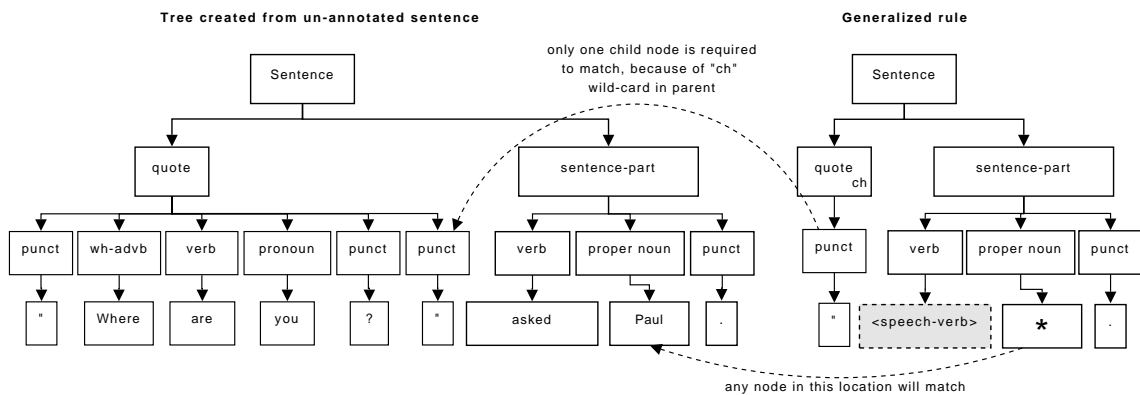 Tree created from un-annotated sentence
Generalized rule
only one child node is required
to match, because of "ch"
wild-card in parent
Sentence
Sentence
quote
sentence-part
quote
ch
sentence-part
punct
wh-advb
verb
pronoun
punct
punct
verb
proper noun
punct
punct
verb
proper noun
punct
"
Where
are
you
?
"
asked
Paul
.
"
<speech-verb>
*
.
any node in this location will match